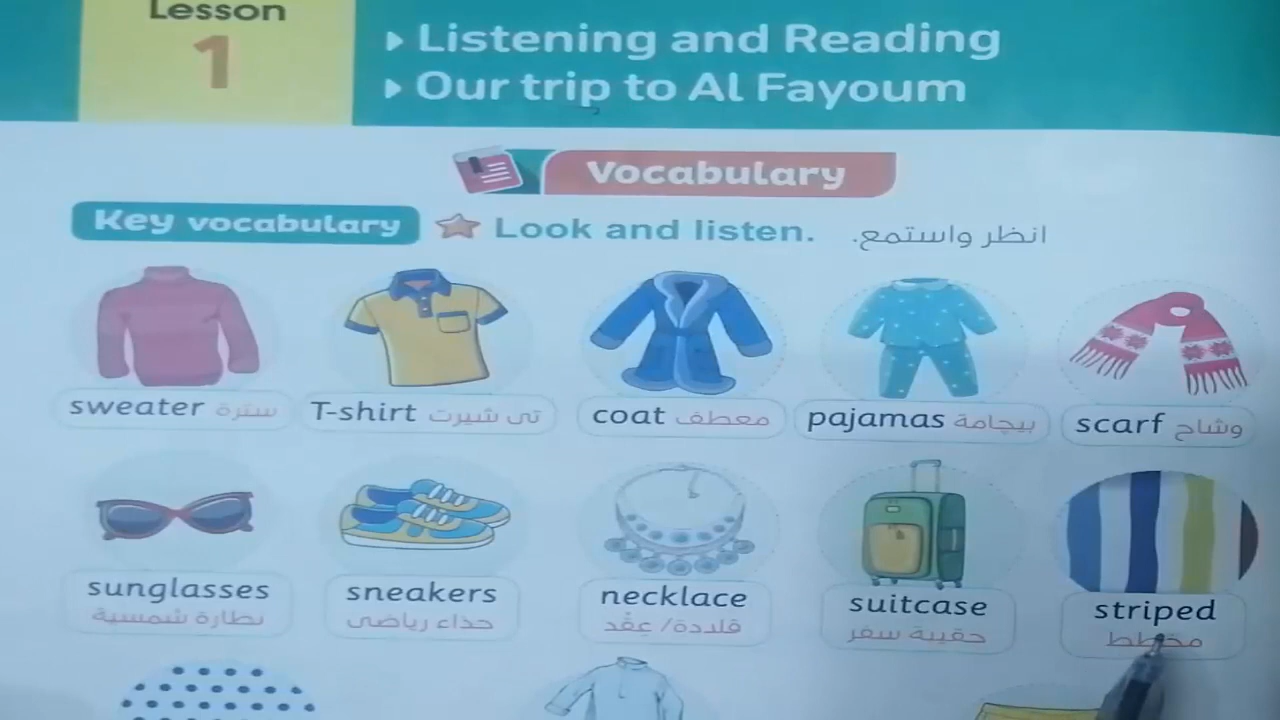 Lesson
1
Listening and Reading
Our trip to Al Fayoum
Vocabulary
Key vocabulary
Look and listen. انظر واستمع.
sweater سترة
T-shirt تى شيرت
coat معطف
pajamas بيجامة
scarf وشاح
sunglasses
نظارة شمسية
sneakers
حذاء رياضى
necklace
قلادة/ عِقْد
suitcase
حقيبة سفر
striped
مخطط